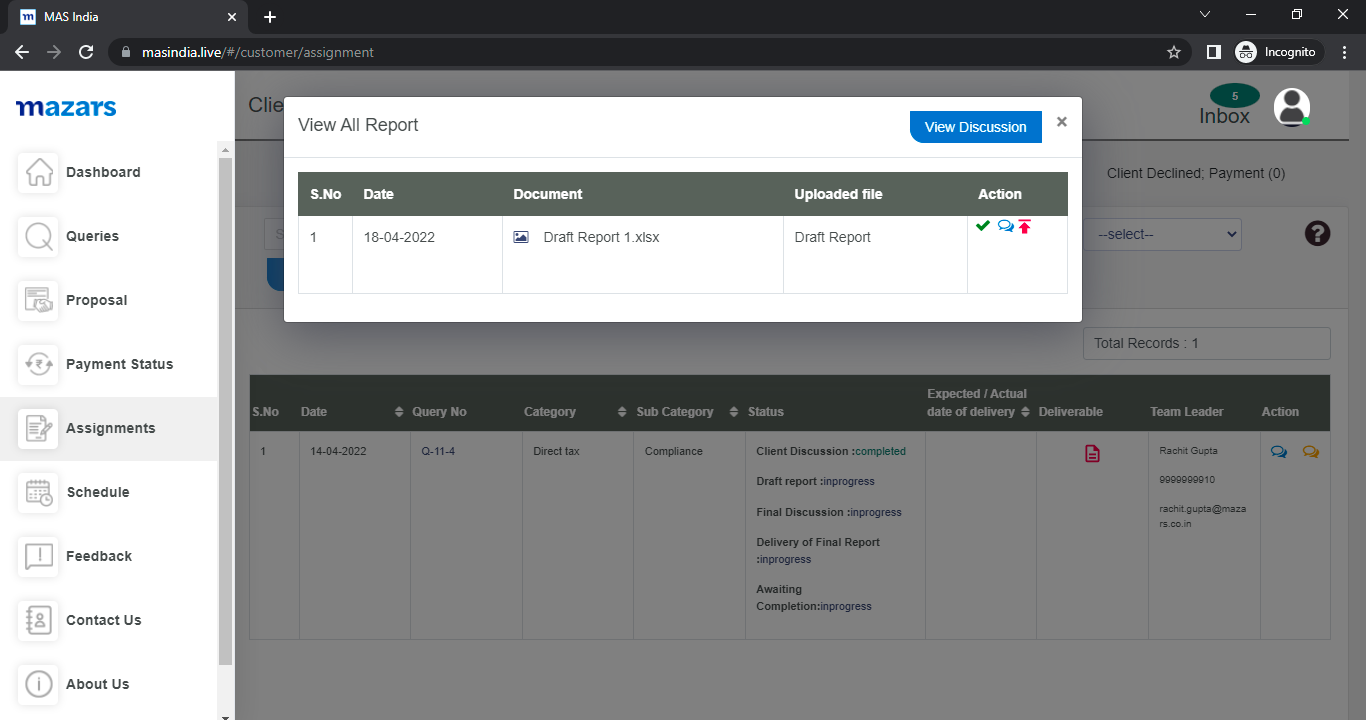 m MAS India
masindia.live/#/customer/assignment
Incognito
mazars
Dashboard
Queries
Proposal
Payment Status
Assignments
Schedule
Feedback
Contact Us
About Us
Clie
5
Inbox
View All Report
View Discussion
×
S.No Date Document Uploaded file Action
1 18-04-2022 Draft Report 1.xlsx Draft Report
Client Declined; Payment (0)
S
--select--
?
Total Records : 1
S.No Date Query No Category Sub Category Status Expected / Actual
date of delivery Deliverable Team Leader Action
1 14-04-2022 Q-11-4 Direct tax Compliance
Client Discussion :completed
Draft report :inprogress
Final Discussion :inprogress
Delivery of Final Report
:inprogress
Awaiting
Completion:inprogress
Rachit Gupta
9999999910
rachit.gupta@maza
rs.co.in